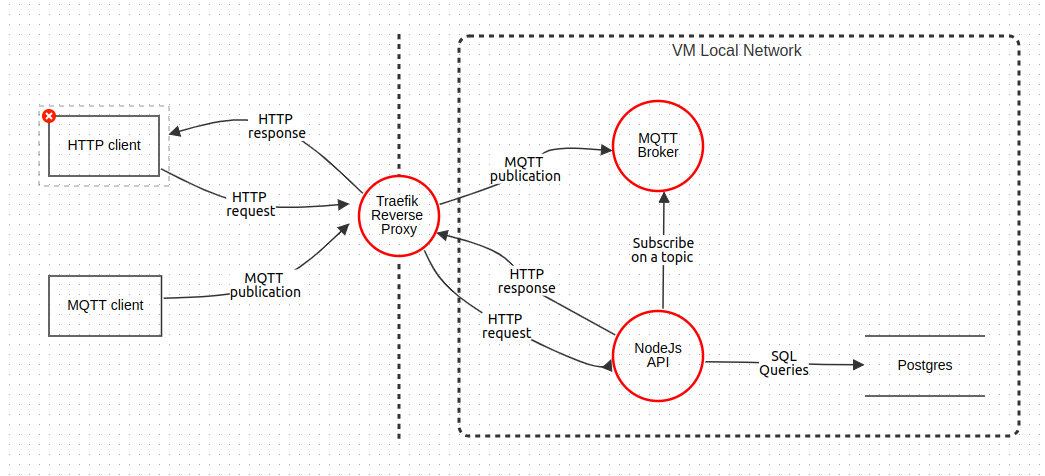 VM Local Network
HTTP
response
HTTP client
HTTP
request
MQTT
publication
MQTT
Broker
Traefik
Reverse
Proxy
MQTT
publication
MQTT client
Subscribe
on a topic
HTTP
response
HTTP
request
NodeJs
API
SQL
Queries
Postgres